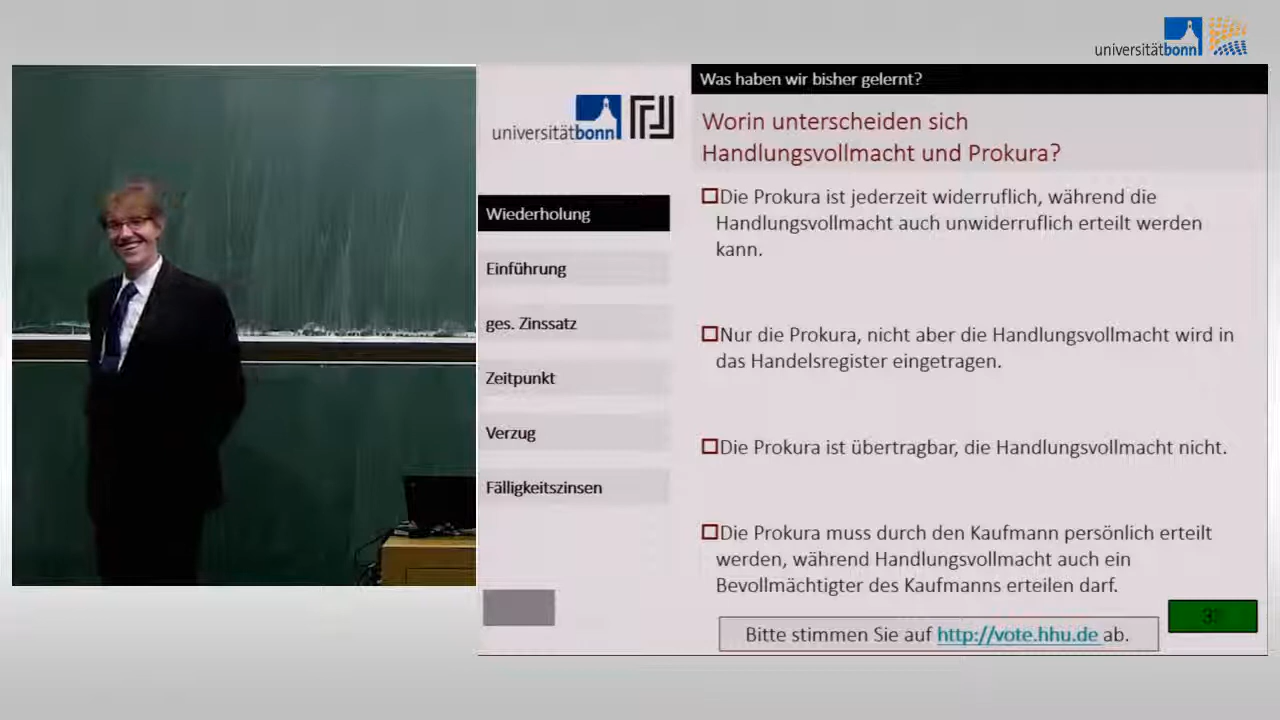 universitätbonn
Was haben wir bisher gelernt?
universitätbonn
Worin unterscheiden sich
Handlungsvollmacht und Prokura?
Wiederholung
Einführung
ges. Zinssatz
Zeitpunkt
Verzug
Fälligkeitszinsen
Die Prokura ist jederzeit widerruflich, während die
Handlungsvollmacht auch unwiderruflich erteilt werden
kann.
Nur die Prokura, nicht aber die Handlungsvollmacht wird in
das Handelsregister eingetragen.
Die Prokura ist übertragbar, die Handlungsvollmacht nicht.
Die Prokura muss durch den Kaufmann persönlich erteilt
werden, während Handlungsvollmacht auch ein
Bevollmächtigter des Kaufmanns erteilen darf.
Bitte stimmen Sie auf http://vote.hhu.de ab.